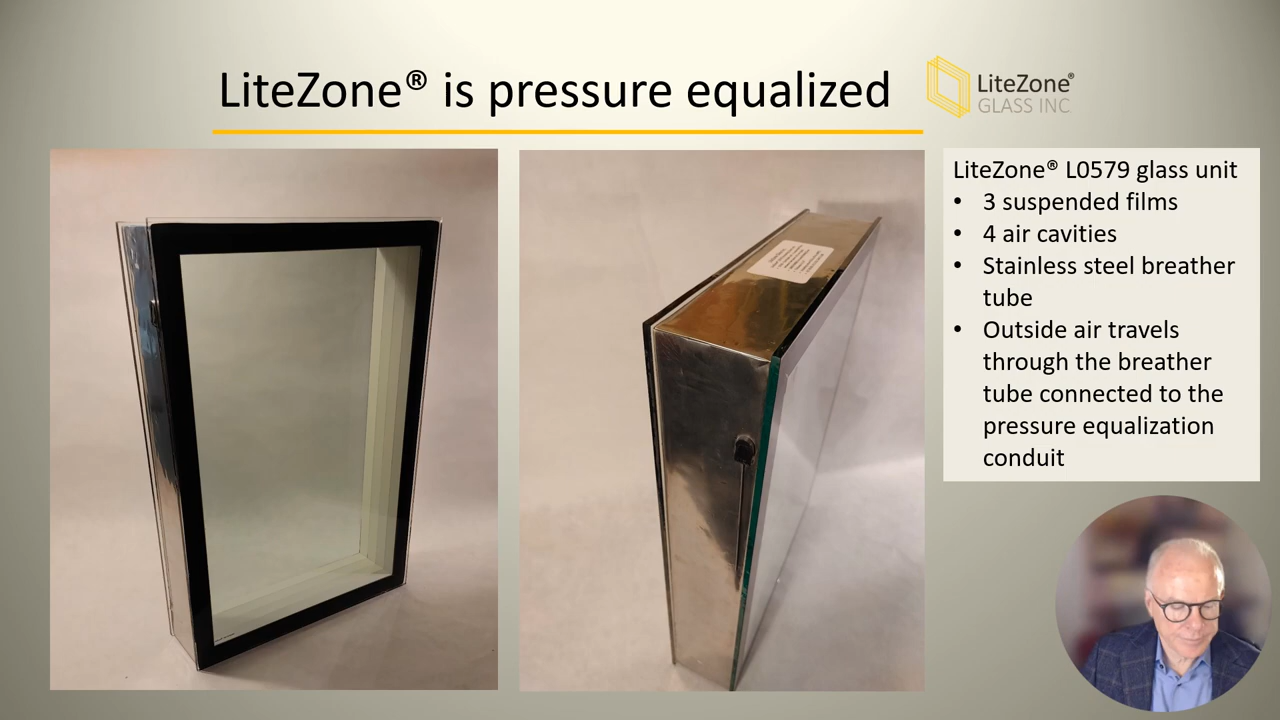 LiteZone® is pressure equalized
LiteZone®
GLASS INC.
LiteZone® L0579 glass unit
• 3 suspended films
• 4 air cavities
• Stainless steel breather
tube
• Outside air travels
through the breather
tube connected to the
pressure equalization
conduit